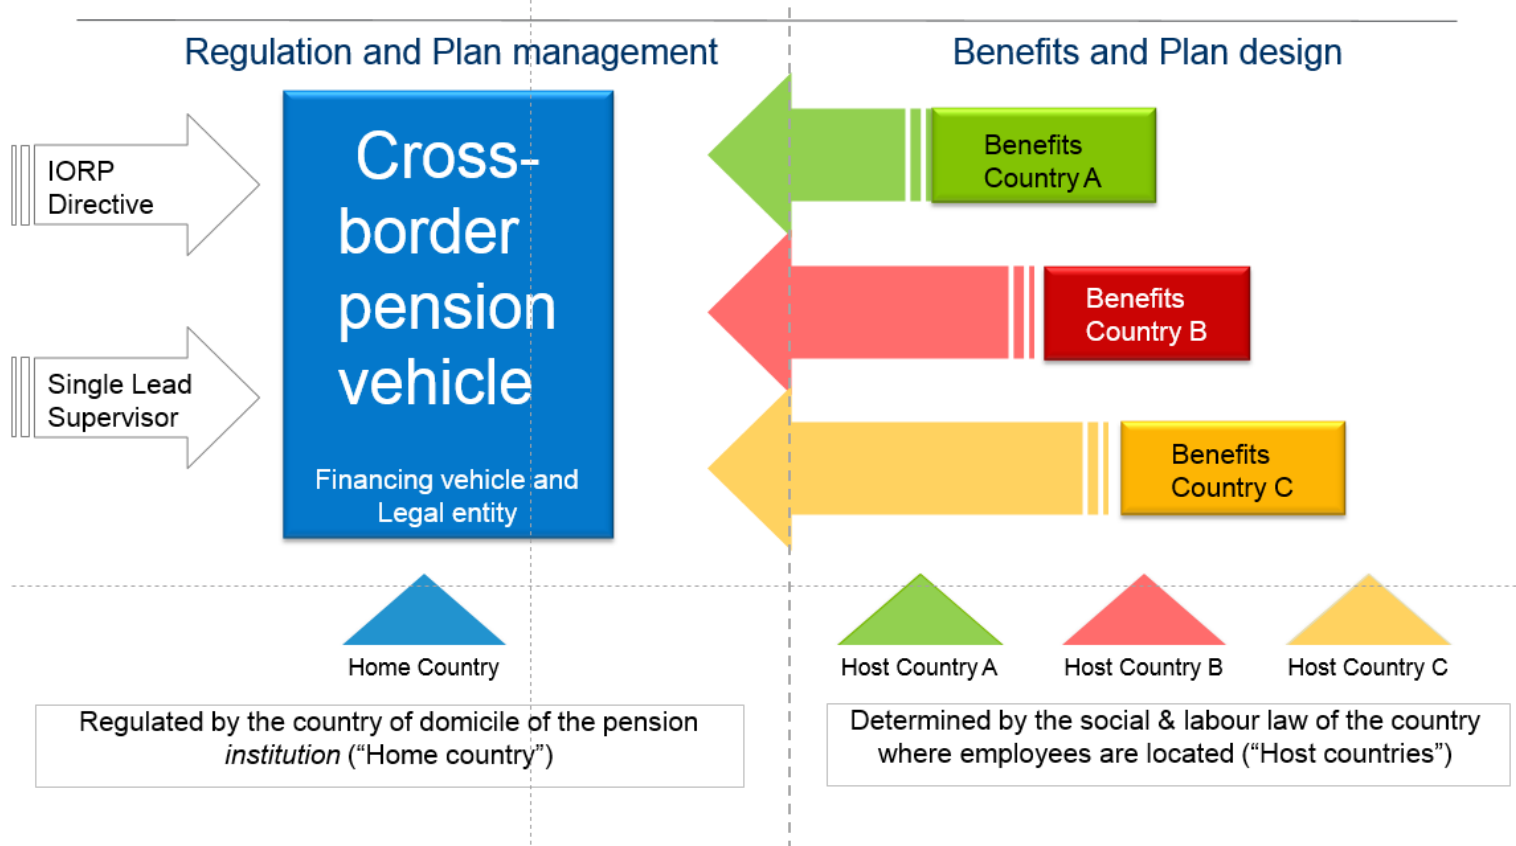 Regulation and Plan management
Benefits and Plan design
IORP
Directive
Single Lead
Supervisor
Cross-
border
pension
vehicle
Financing vehicle and
Legal entity
Benefits
Country A
Benefits
Country B
Benefits
Country C
Home Country
Host Country A
Host Country B
Host Country C
Regulated by the country of domicile of the pension
institution (“Home country”)
Determined by the social & labour law of the country
where employees are located (“Host countries”)